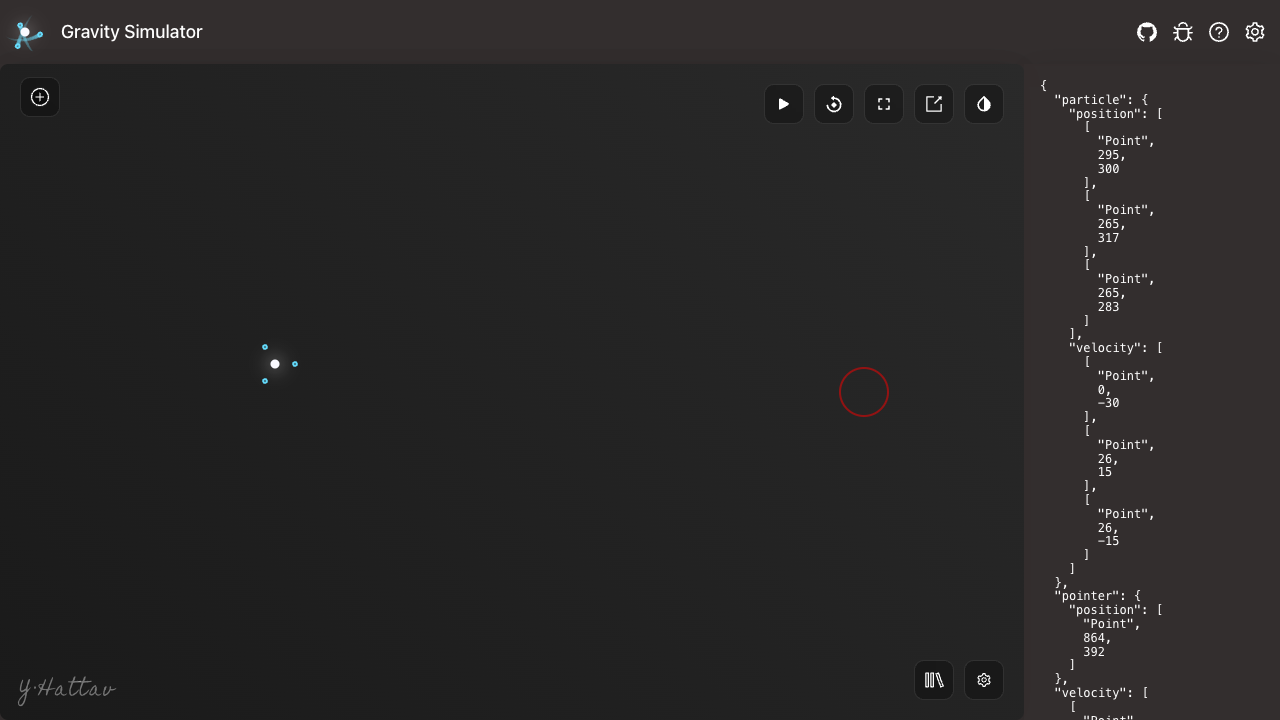 Gravity Simulator
{
"particle": {
"position": [
[
"Point",
295,
300
],
[
"Point",
265,
317
],
[
"Point",
265,
283
]
],
"velocity": [
[
"Point",
0,
-30
],
[
"Point",
26,
15
],
[
"Point",
26,
-15
]
]
},
"pointer": {
"position": [
"Point",
864,
392
]
},
"velocity": [
[
"Point",
Y·Hattav